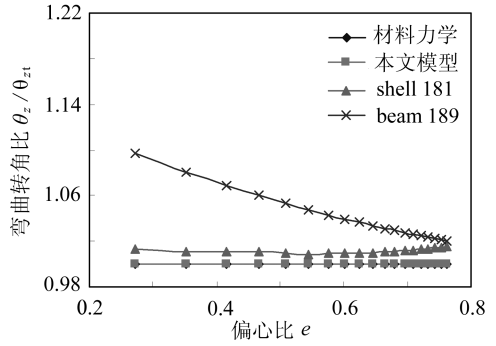 1.22
1.14
1.06
0.98
弯曲转角比 θz/θzt
材料力学
本文模型
shell 181
beam 189
0.2
0.4
0.6
0.8
偏心比 e